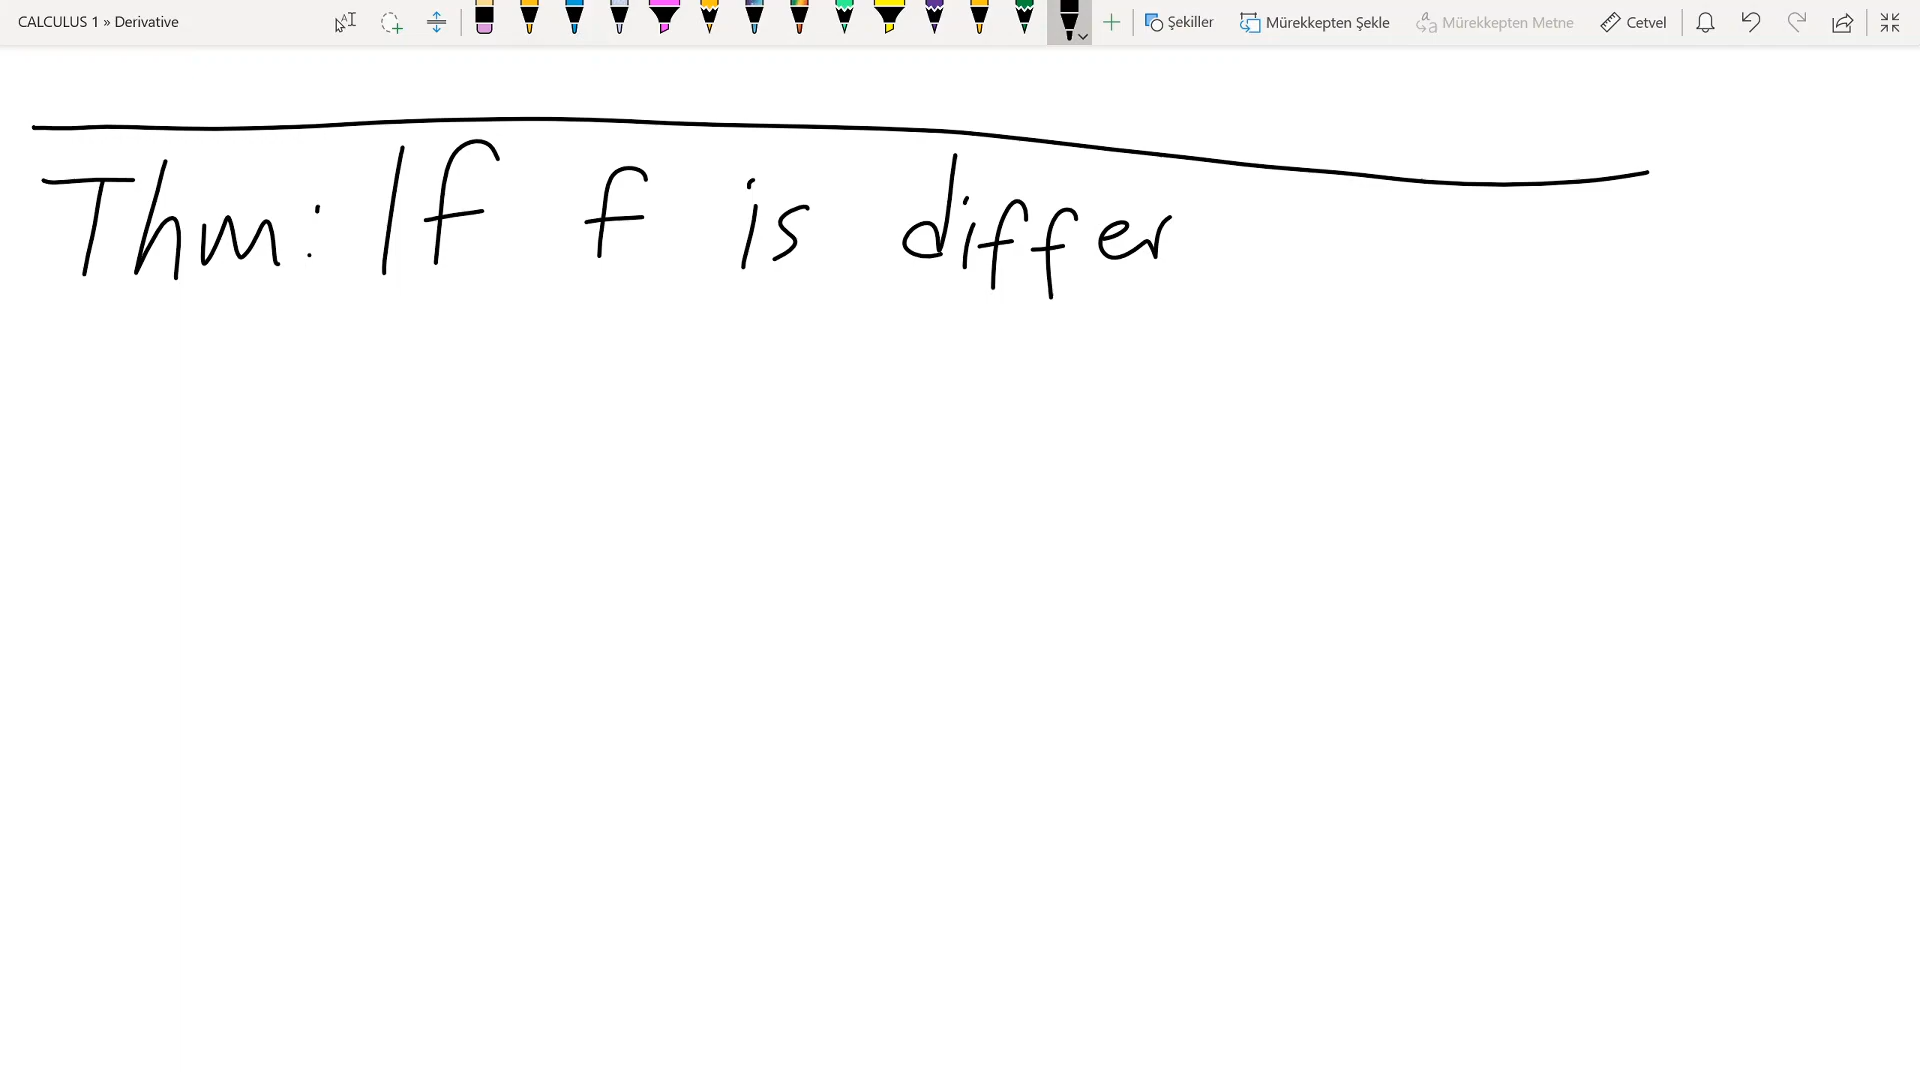 CALCULUS 1 » Derivative Şekiller Mürekkepten Şekle Mürekkepten Metne Cetvel
Thm: If f is differ